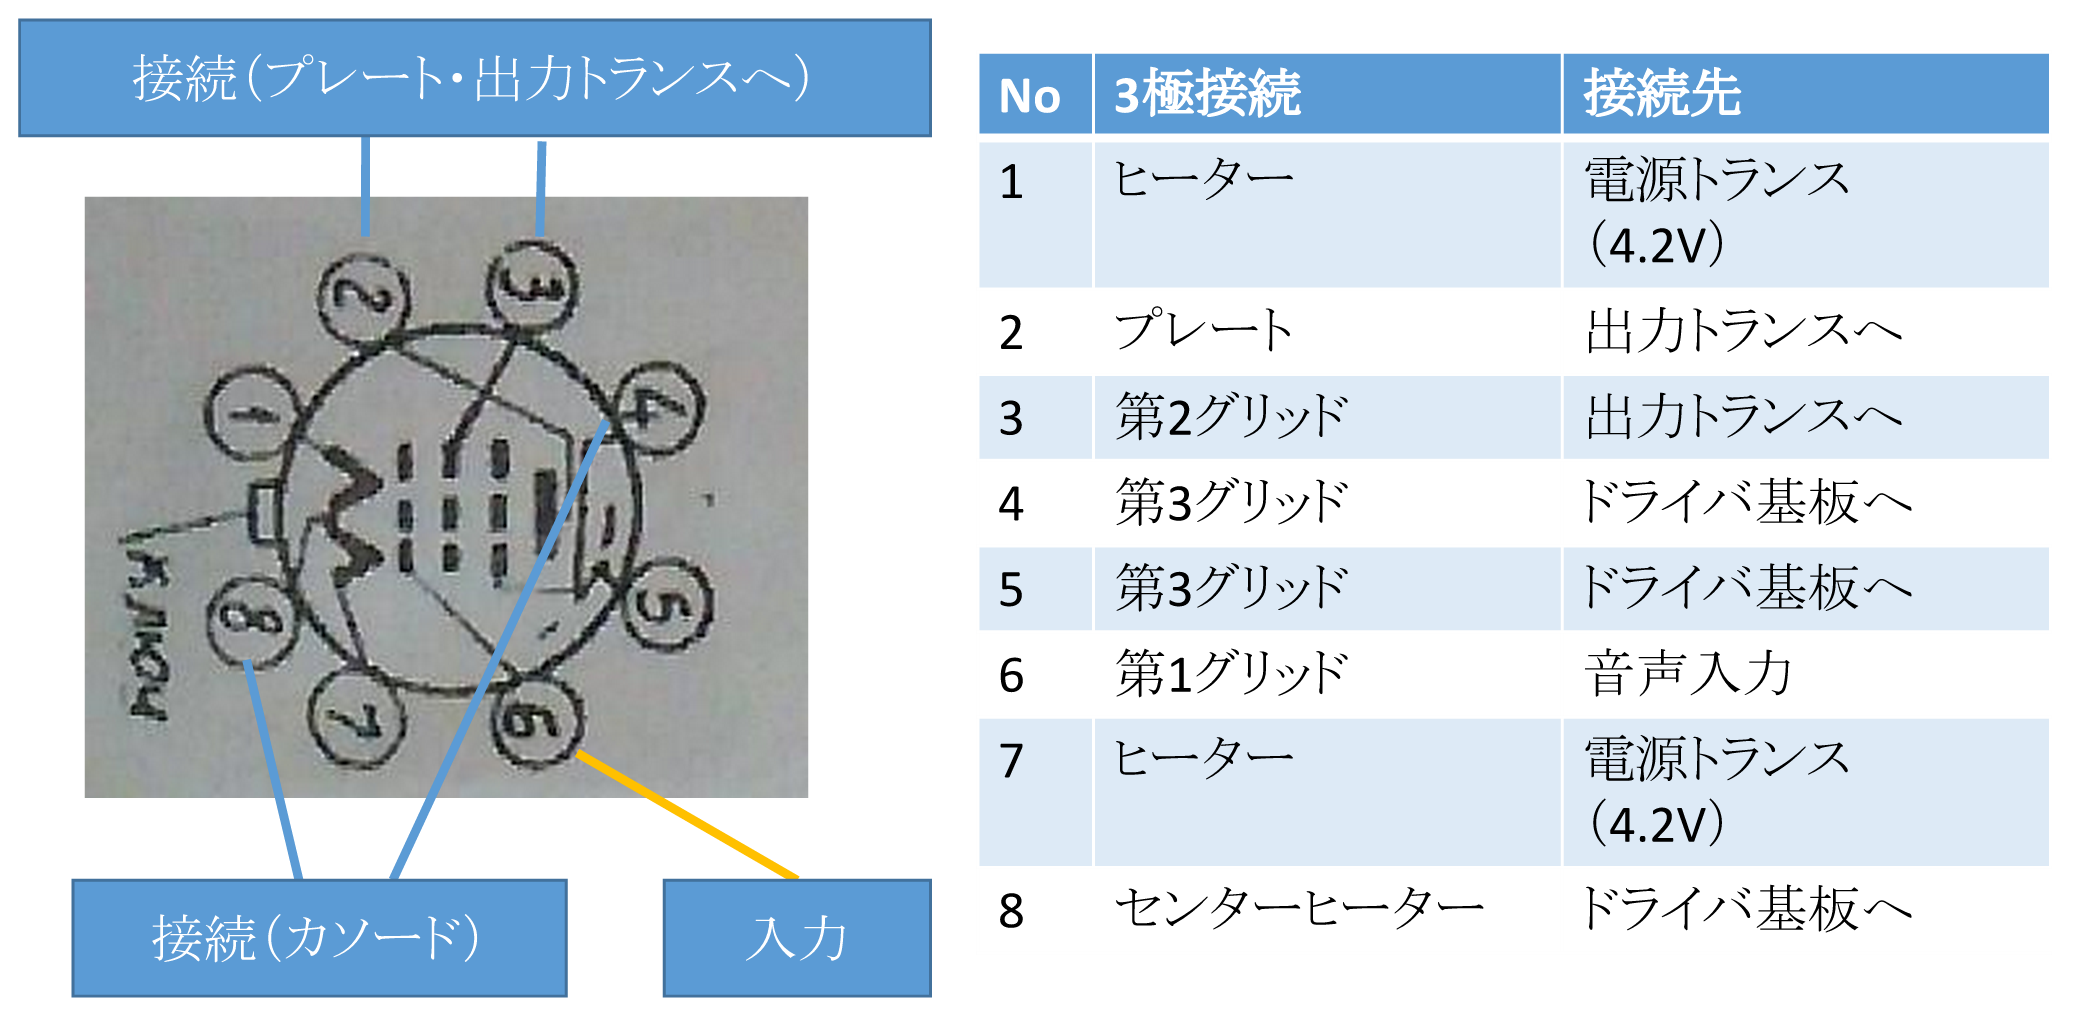 接続（プレート・出力トランスへ）
2
3
1
4
8
5
7
6
接続（カソード）
入力
No 3極接続 接続先
1 ヒーター 電源トランス
（4.2V）
2 プレート 出力トランスへ
3 第2グリッド 出力トランスへ
4 第3グリッド ドライバ基板へ
5 第3グリッド ドライバ基板へ
6 第1グリッド 音声入力
7 ヒーター 電源トランス
（4.2V）
8 センターヒーター ドライバ基板へ